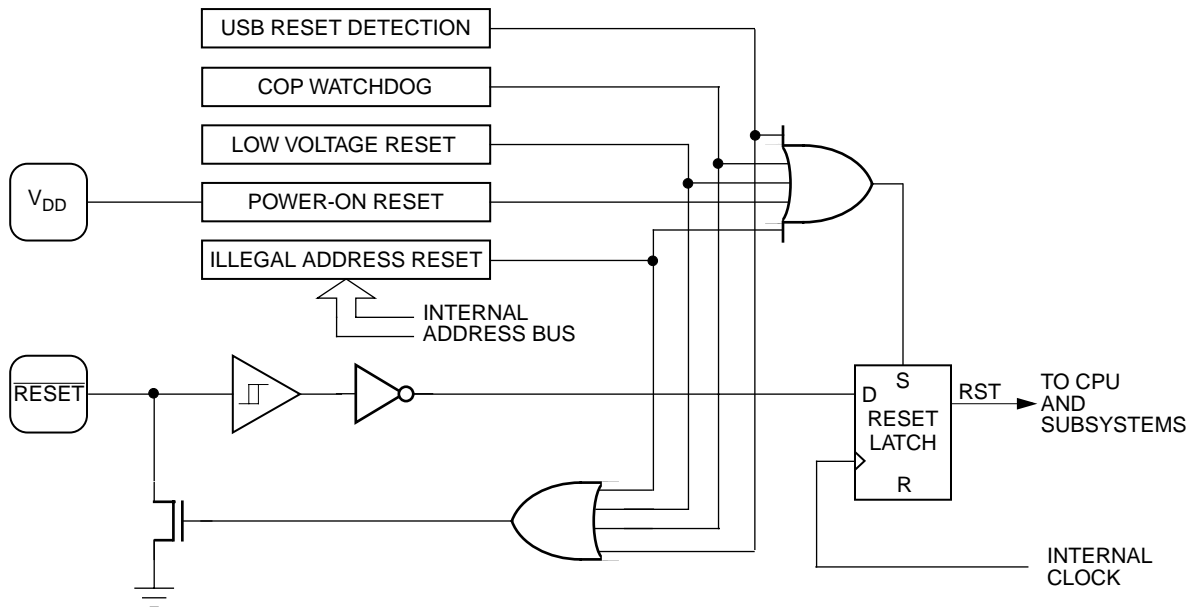 USB RESET DETECTION
COP WATCHDOG
LOW VOLTAGE RESET
VDD
POWER-ON RESET
ILLEGAL ADDRESS RESET
INTERNAL
ADDRESS BUS
RESET
D
S
RESET
LATCH
R
RST
TO CPU
AND
SUBSYSTEMS
INTERNAL
CLOCK